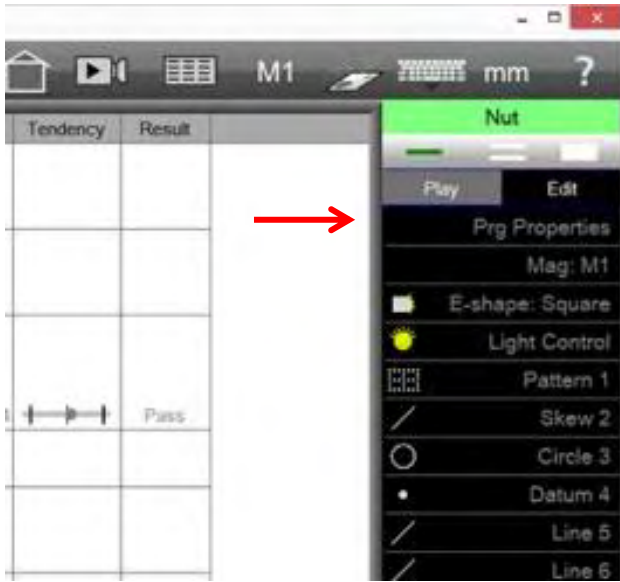 M1 mm ?
Nut
Tendency Result
Play Edit
Prg Properties
Mag: M1
E-shape: Square
Light Control
Pattern 1
Skew 2
Circle 3
Pass
Datum 4
Line 5
Line 6